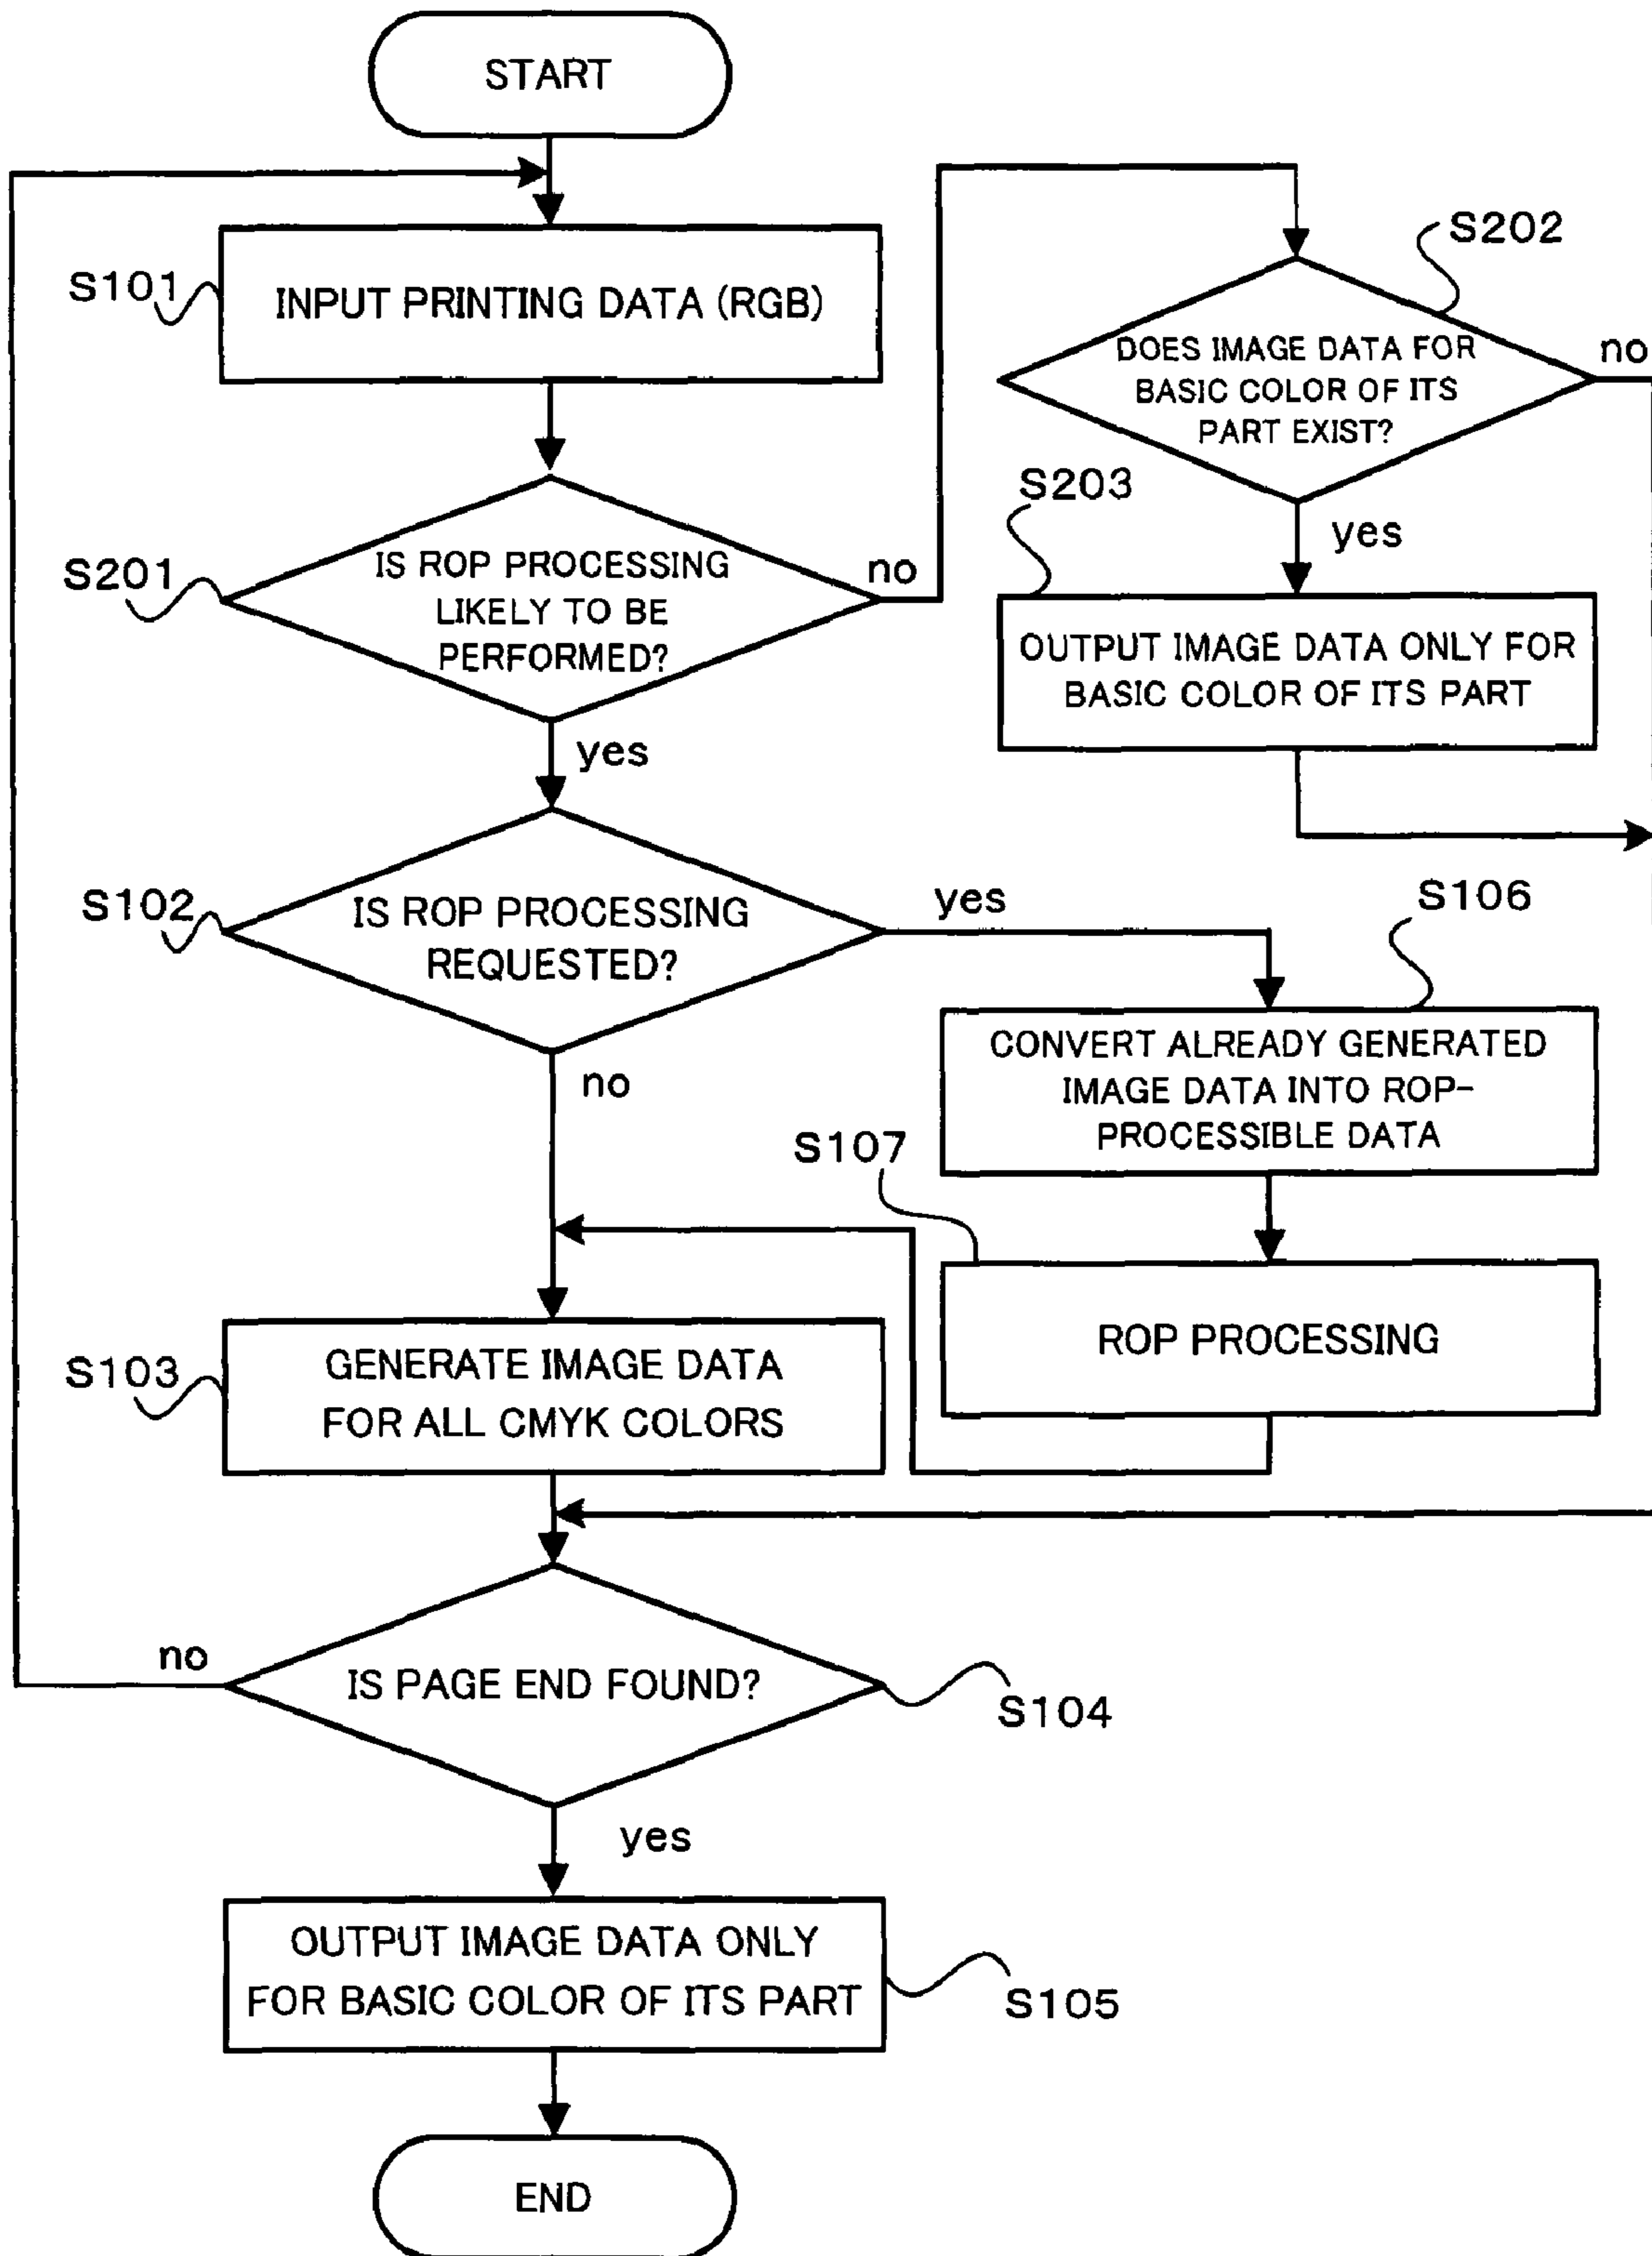 START
S101
INPUT PRINTING DATA (RGB)
S201
IS ROP PROCESSING
LIKELY TO BE
PERFORMED?
no
yes
S202
DOES IMAGE DATA FOR
BASIC COLOR OF ITS
PART EXIST?
no
yes
S203
OUTPUT IMAGE DATA ONLY FOR
BASIC COLOR OF ITS PART
S102
IS ROP PROCESSING
REQUESTED?
yes
no
S106
CONVERT ALREADY GENERATED
IMAGE DATA INTO ROP-
PROCESSIBLE DATA
S107
ROP PROCESSING
S103
GENERATE IMAGE DATA
FOR ALL CMYK COLORS
no
IS PAGE END FOUND?
S104
yes
OUTPUT IMAGE DATA ONLY
FOR BASIC COLOR OF ITS PART
S105
END